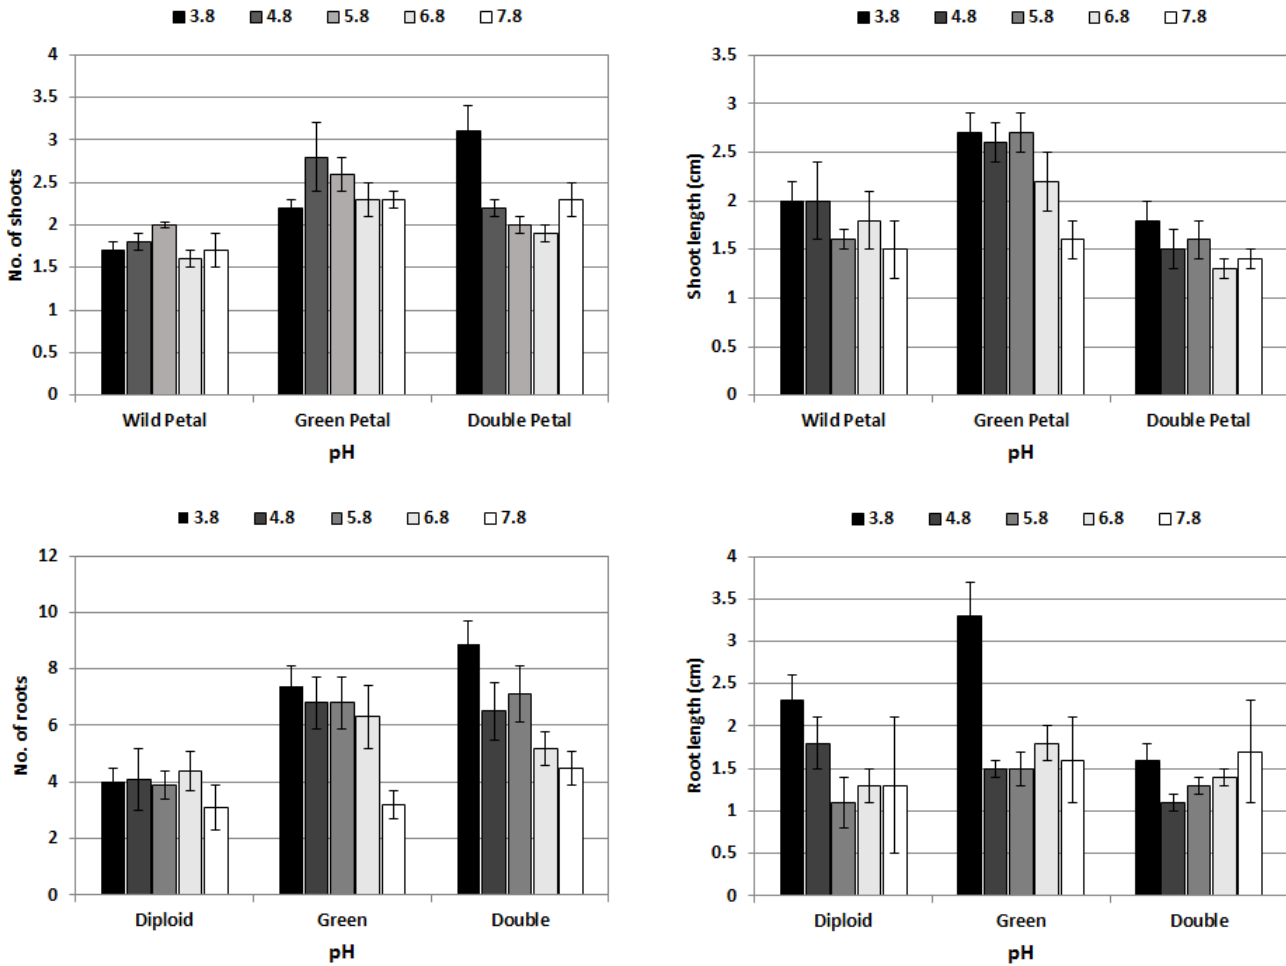 3.8 4.8 5.8 6.8 7.8
4
3.5
3
2.5
2
1.5
1
0.5
0
No. of shoots
Wild Petal Green Petal Double Petal
pH
3.8 4.8 5.8 6.8 7.8
3.5
3
2.5
2
1.5
1
0.5
0
Shoot length (cm)
Wild Petal Green Petal Double Petal
pH
3.8 4.8 5.8 6.8 7.8
12
10
8
6
4
2
0
No. of roots
Diploid Green Double
pH
3.8 4.8 5.8 6.8 7.8
4
3.5
3
2.5
2
1.5
1
0.5
0
Root length (cm)
Diploid Green Double
pH